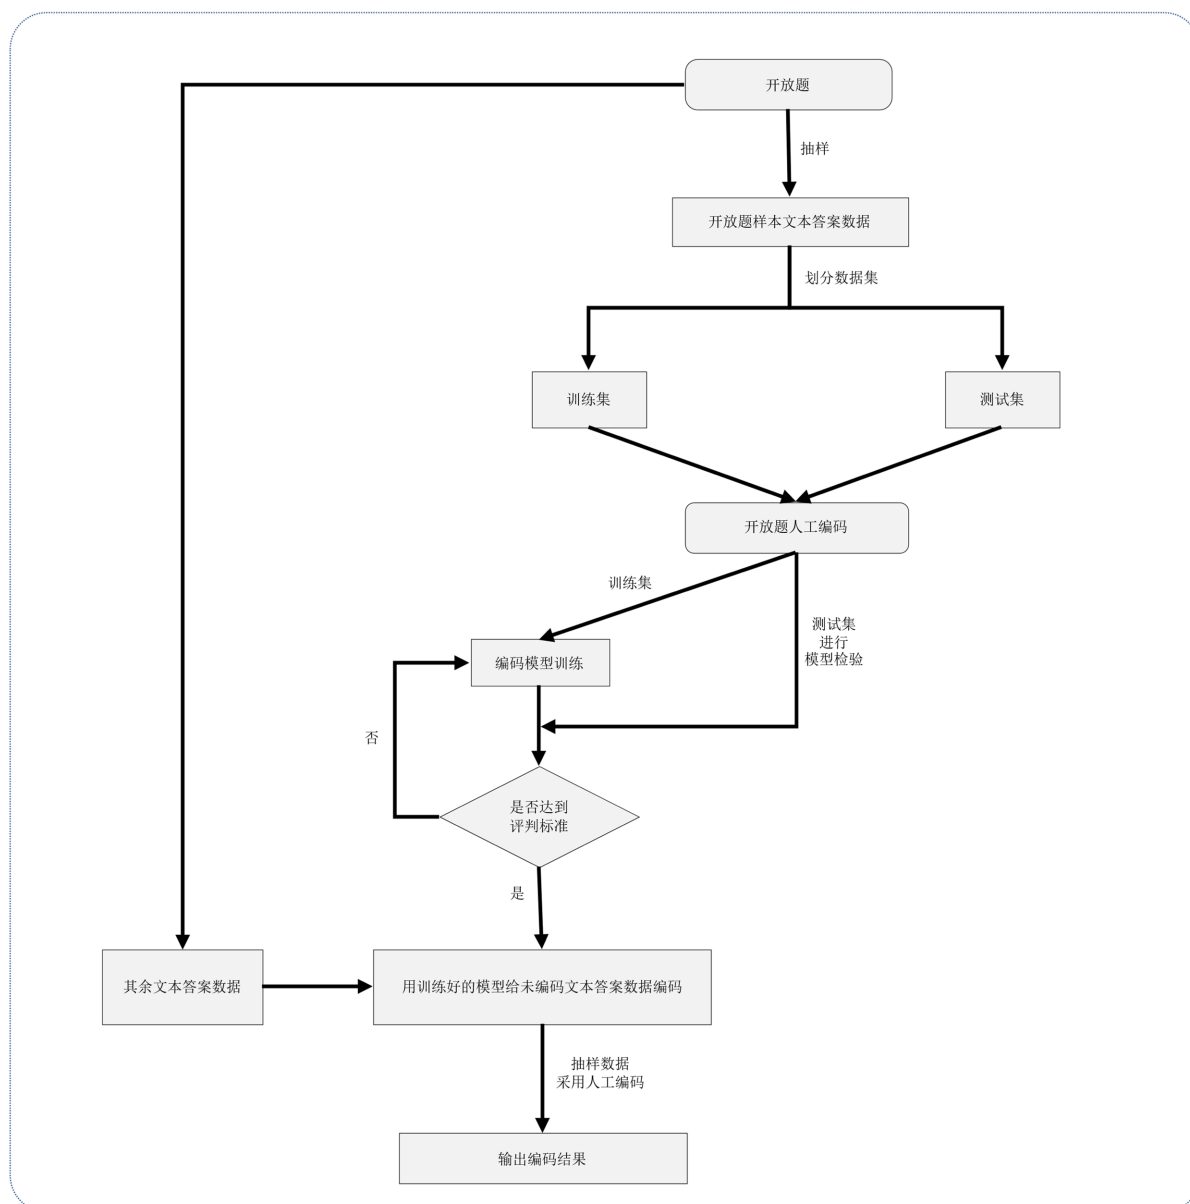 开放题
抽样
开放题样本文本答案数据
划分数据集
训练集
测试集
开放题人工编码
训练集
测试集
进行
模型检验
编码模型训练
否
是否达到
评判标准
是
其余文本答案数据
用训练好的模型给未编码文本答案数据编码
抽样数据
采用人工编码
输出编码结果